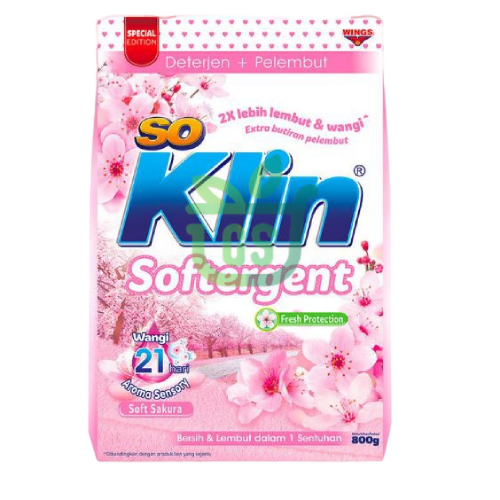 SPECIAL
EDITION
WINGS
Deterjen + Pelembut
2X lebih lembut & wangi*
Extra butiran pelembut
SO
Klin®
Softergent
Fresh Protection
Wangi
21 hari
Aroma Sensory
Soft Sakura
Bersih & Lembut dalam 1 Sentuhan
800g
*Dibandingkan dengan produk lain yang sejenis